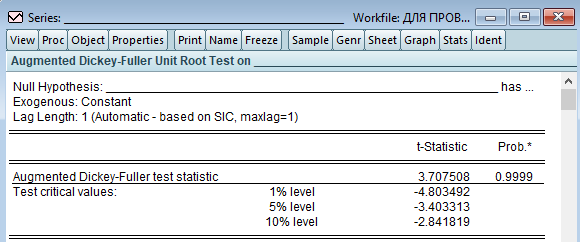 Series: Workfile: ДЛЯ ПРОВ...
View Proc Object Properties Print Name Freeze Sample Genr Sheet Graph Stats Ident
Augmented Dickey-Fuller Unit Root Test on
Null Hypothesis: has ...
Exogenous: Constant
Lag Length: 1 (Automatic - based on SIC, maxlag=1)
t-Statistic Prob.*
Augmented Dickey-Fuller test statistic 3.707508 0.9999
Test critical values: 1% level -4.803492
5% level -3.403313
10% level -2.841819